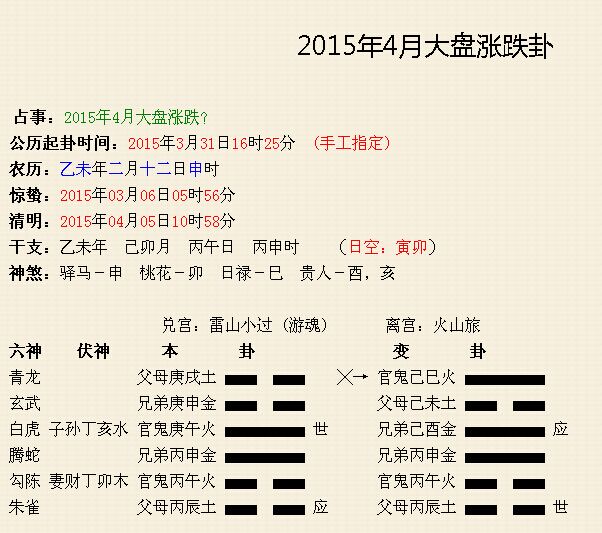 2015年4月大盘涨跌卦
占事：2015年4月大盘涨跌？
公历起卦时间：2015年3月31日16时25分 （手工指定）
农历：乙未年二月十二日申时
惊蛰：2015年03月06日05时56分
清明：2015年04月05日10时58分
干支：乙未年 己卯月 丙午日 丙申时 （日空：寅卯）
神煞：驿马－申 桃花－卯 日禄－巳 贵人－酉，亥
兑宫：雷山小过（游魂） 离宫：火山旅
六神 伏神 本 卦 变 卦
青龙 父母庚戌土 ╳→ 官鬼己巳火
玄武 兄弟庚申金 父母己未土
白虎 子孙丁亥水 官鬼庚午火 世 兄弟己酉金 应
腾蛇 兄弟丙申金 兄弟丙申金
勾陈 妻财丁卯木 官鬼丙午火 官鬼丙午火
朱雀 父母丙辰土 应 父母丙辰土 世